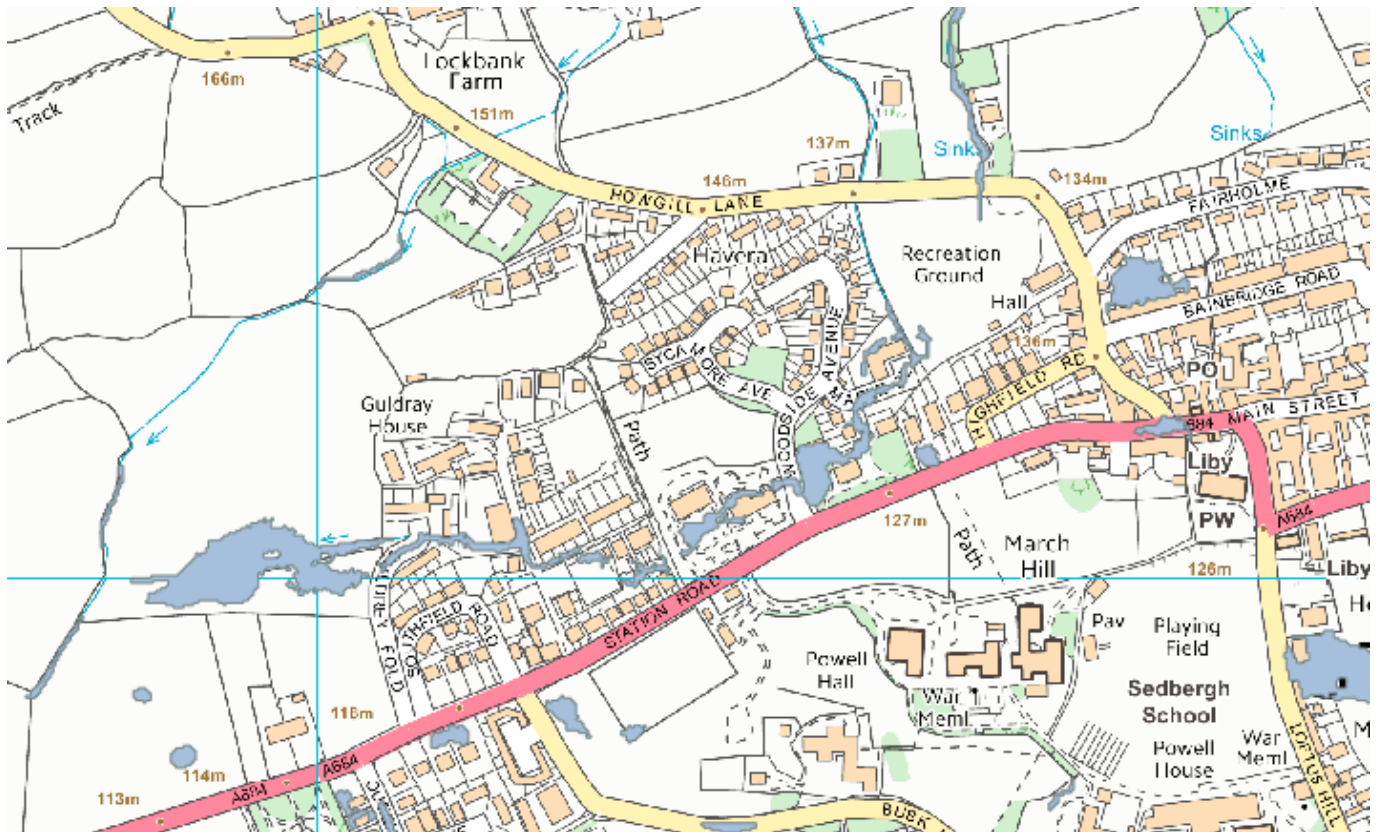 Lockbank
Farm
166m
Track
151m
137m
Sinks
Sinks
146m
134m
HOWGILL LANE
FAIRHOLME
Havera
Recreation
Ground
Hall
BAINBRIDGE ROAD
136m
PO
SYCAMORE AVE
WOODSIDE AVENUE
HIGHFIELD RD
MAIN STREET
Guldray
House
Path
Liby
PW
127m
Path
March
Hill
A684
126m
Liby
STATION ROAD
FOLD
Pav
Playing
Field
Powell
Hall
War
Meml
Sedbergh
School
116m
Powell
House
War
Meml
LOFTUS HILL
A684
114m
A684
113m